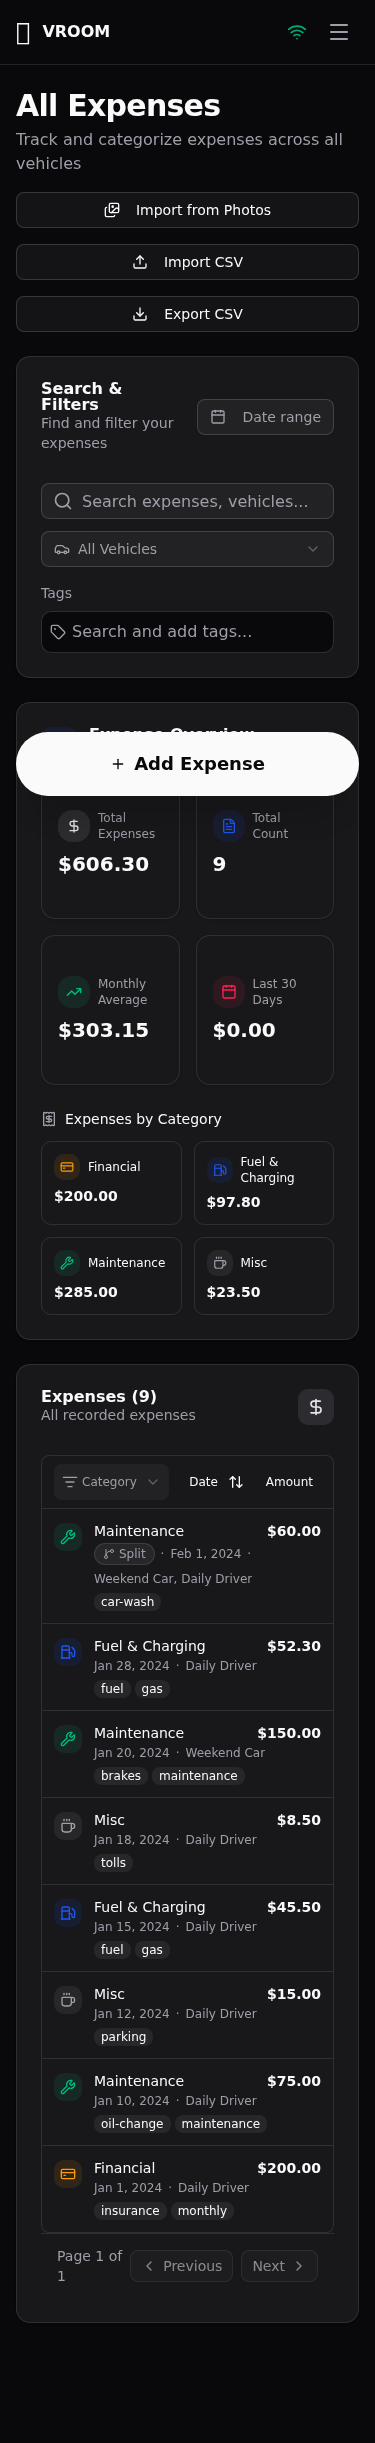 VROOM
All Expenses
Track and categorize expenses across all
vehicles
Import from Photos
Import CSV
Export CSV
Search &
Filters
Find and filter your
expenses
Date range
Search expenses, vehicles...
All Vehicles
Tags
Search and add tags...
Expense Overview
+ Add Expense
Total
Expenses
$606.30
Total
Count
9
Monthly
Average
$303.15
Last 30
Days
$0.00
Expenses by Category
Financial
$200.00
Fuel &
Charging
$97.80
Maintenance
$285.00
Misc
$23.50
Expenses (9)
All recorded expenses
Category
Date
Amount
Maintenance $60.00
Split · Feb 1, 2024 ·
Weekend Car, Daily Driver
car-wash
Fuel & Charging $52.30
Jan 28, 2024 · Daily Driver
fuel gas
Maintenance $150.00
Jan 20, 2024 · Weekend Car
brakes maintenance
Misc $8.50
Jan 18, 2024 · Daily Driver
tolls
Fuel & Charging $45.50
Jan 15, 2024 · Daily Driver
fuel gas
Misc $15.00
Jan 12, 2024 · Daily Driver
parking
Maintenance $75.00
Jan 10, 2024 · Daily Driver
oil-change maintenance
Financial $200.00
Jan 1, 2024 · Daily Driver
insurance monthly
Page 1 of
1
Previous
Next